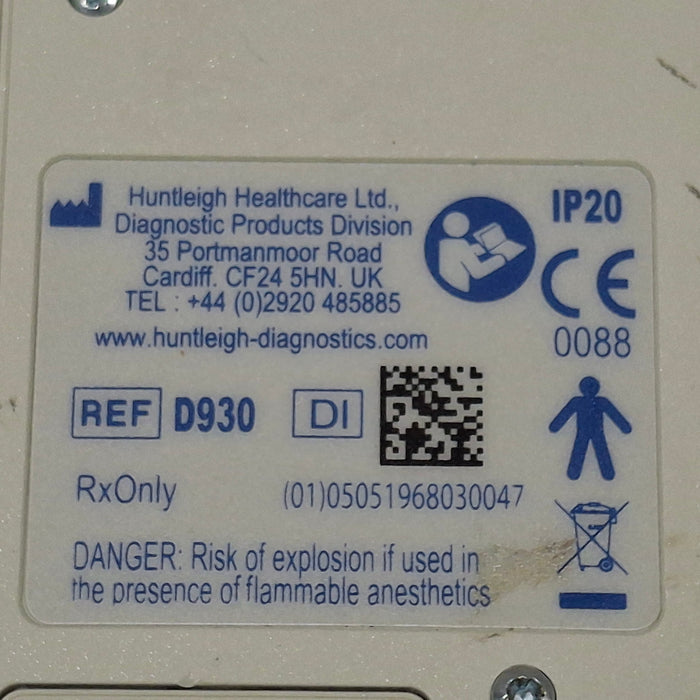 Huntleigh Healthcare Ltd.,
Diagnostic Products Division
35 Portmanmoor Road
Cardiff. CF24 5HN. UK
TEL : +44 (0)2920 485885
www.huntleigh-diagnostics.com
IP20
CE
0088
REF D930 DI
RxOnly (01)05051968030047
DANGER: Risk of explosion if used in
the presence of flammable anesthetics